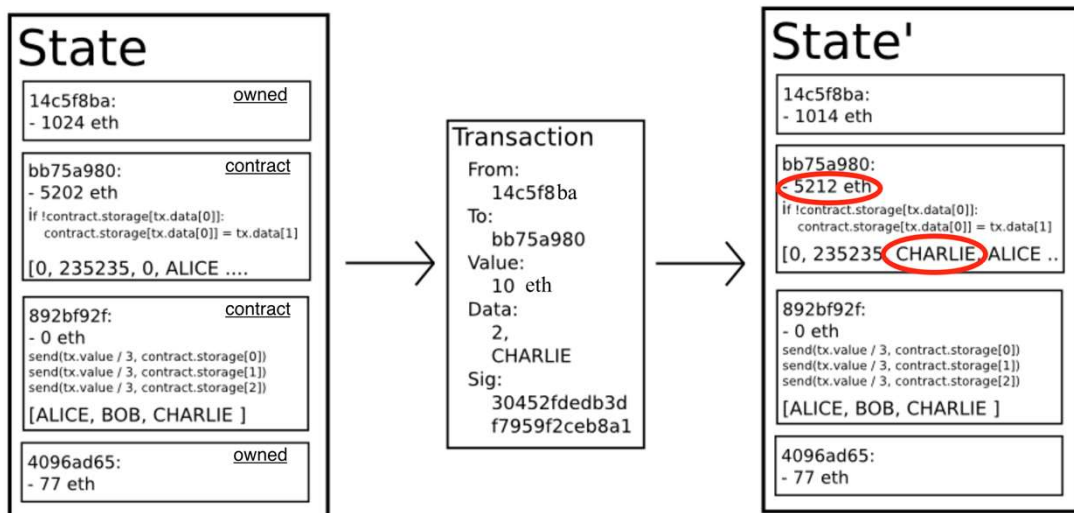 State
14c5f8ba: owned
- 1024 eth
bb75a980: contract
- 5202 eth
if !contract.storage[tx.data[0]]:
contract.storage[tx.data[0]] = tx.data[1]
[0, 235235, 0, ALICE ....
892bf92f: contract
- 0 eth
send(tx.value / 3, contract.storage[0])
send(tx.value / 3, contract.storage[1])
send(tx.value / 3, contract.storage[2])
[ALICE, BOB, CHARLIE ]
4096ad65: owned
- 77 eth
Transaction
From:
14c5f8ba
To:
bb75a980
Value:
10 eth
Data:
2,
CHARLIE
Sig:
30452fdedb3d
f7959f2ceb8a1
State'
14c5f8ba:
- 1014 eth
bb75a980:
- 5212 eth
if !contract.storage[tx.data[0]]:
contract.storage[tx.data[0]] = tx.data[1]
[0, 235235, CHARLIE, ALICE ..
892bf92f:
- 0 eth
send(tx.value / 3, contract.storage[0])
send(tx.value / 3, contract.storage[1])
send(tx.value / 3, contract.storage[2])
[ALICE, BOB, CHARLIE ]
4096ad65:
- 77 eth